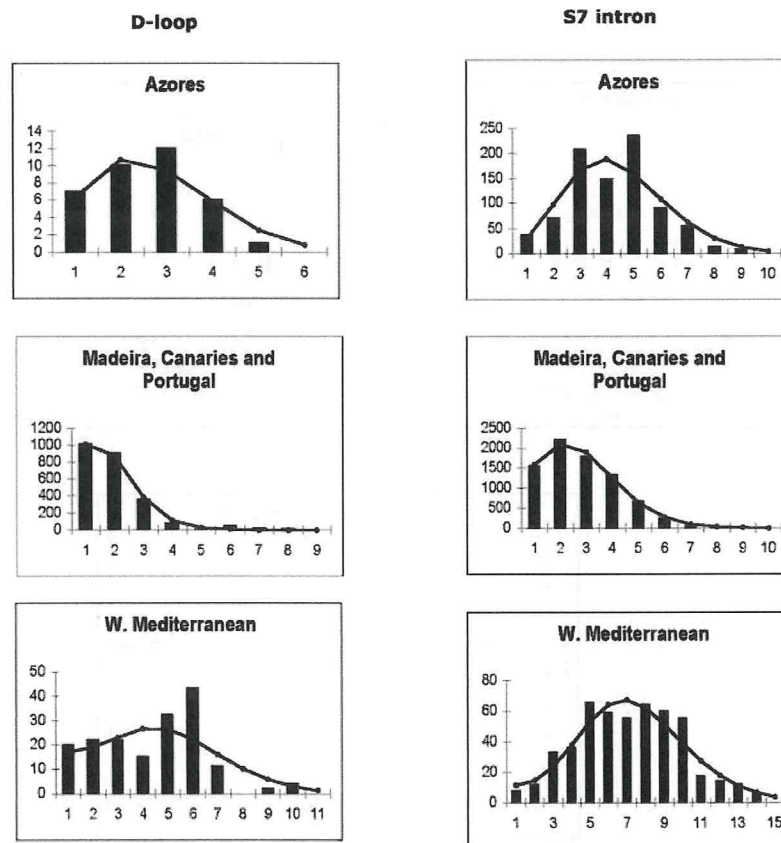 D-loop
S7 intron
Azores
14
12
10
8
6
4
2
0
1 2 3 4 5 6
Azores
250
200
150
100
50
0
1 2 3 4 5 6 7 8 9 10
Madeira, Canaries and
Portugal
1200
1000
800
600
400
200
0
1 2 3 4 5 6 7 8 9
Madeira, Canaries and
Portugal
2500
2000
1500
1000
500
0
1 2 3 4 5 6 7 8 9 10
W. Mediterranean
50
40
30
20
10
0
1 2 3 4 5 6 7 8 9 10 11
W. Mediterranean
80
60
40
20
0
1 3 5 7 9 11 13 15